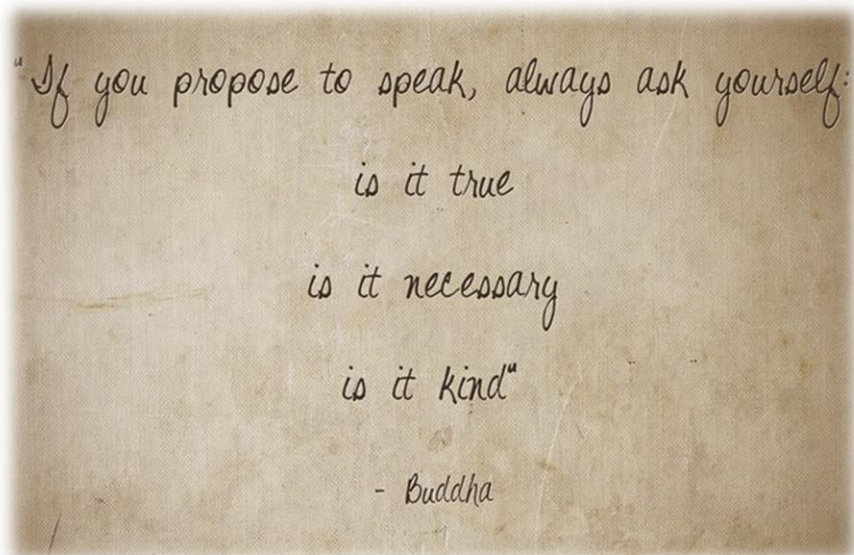 "If you propose to speak, always ask yourself:
is it true
is it necessary
is it kind"
- Buddha